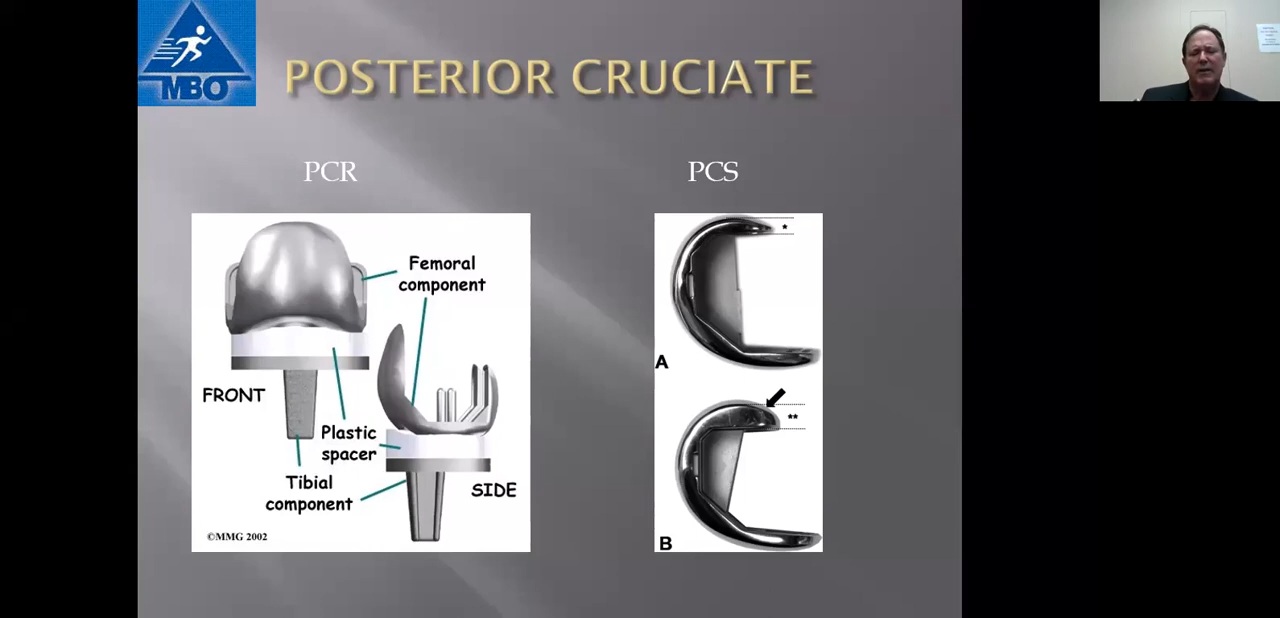 MBO
POSTERIOR CRUCIATE
PCR
PCS
Femoral
component
FRONT
Plastic
spacer
Tibial
component
SIDE
©MMG 2002
*
A
**
B